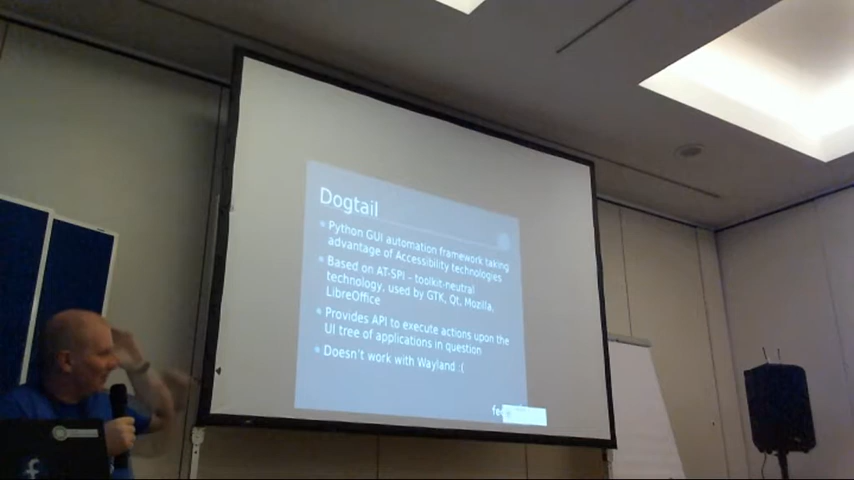 Dogtail
Python GUI automation framework taking
advantage of Accessibility technologies
Based on AT-SPI – toolkit-neutral
technology, used by GTK, Qt, Mozilla,
LibreOffice
Provides API to execute actions upon the
UI tree of applications in question
Doesn't work with Wayland :(